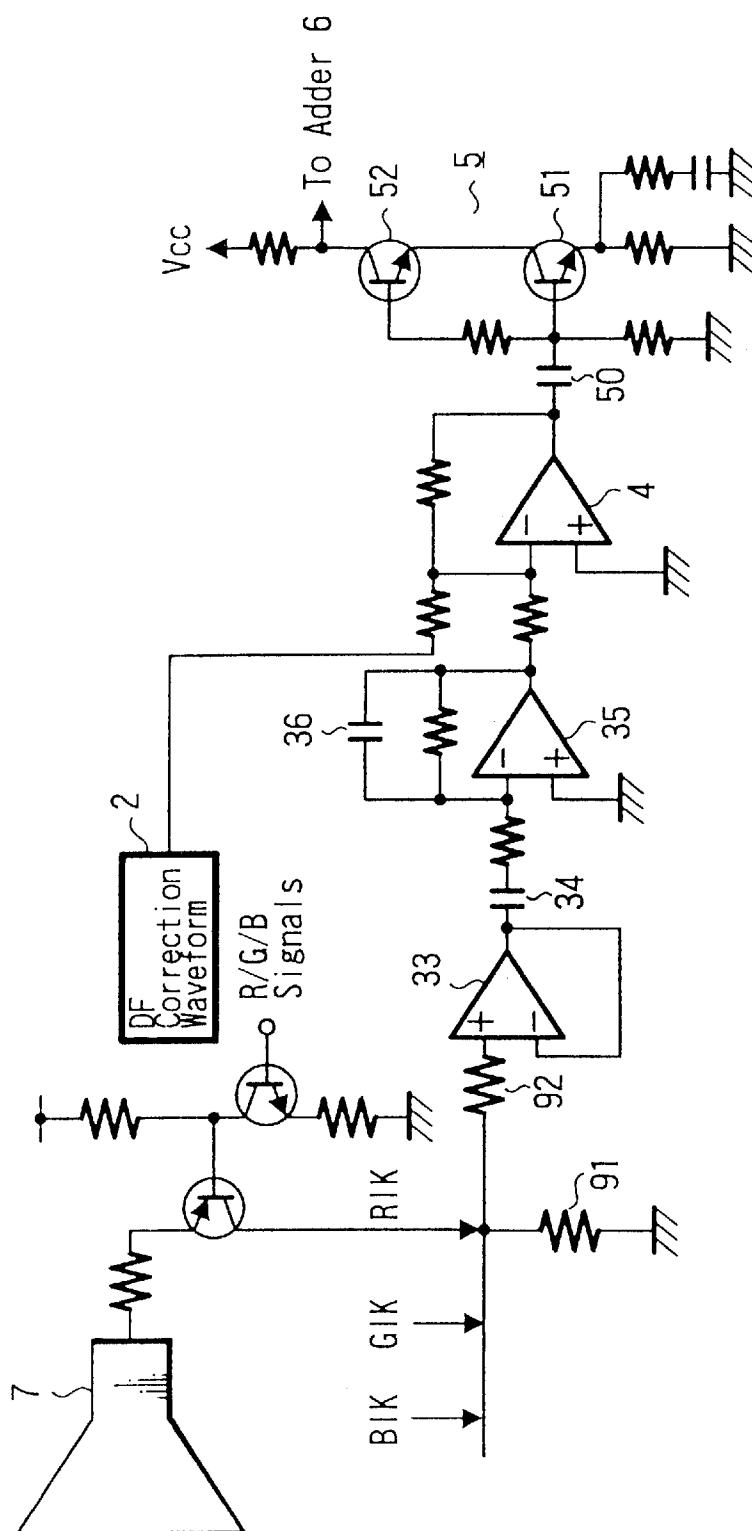 Vcc
To Adder 6
52
5
51
50
4
36
35
2
DF
Correction
Waveform
R/G/B
Signals
33
34
92
91
7
RIK
GIK
BIK